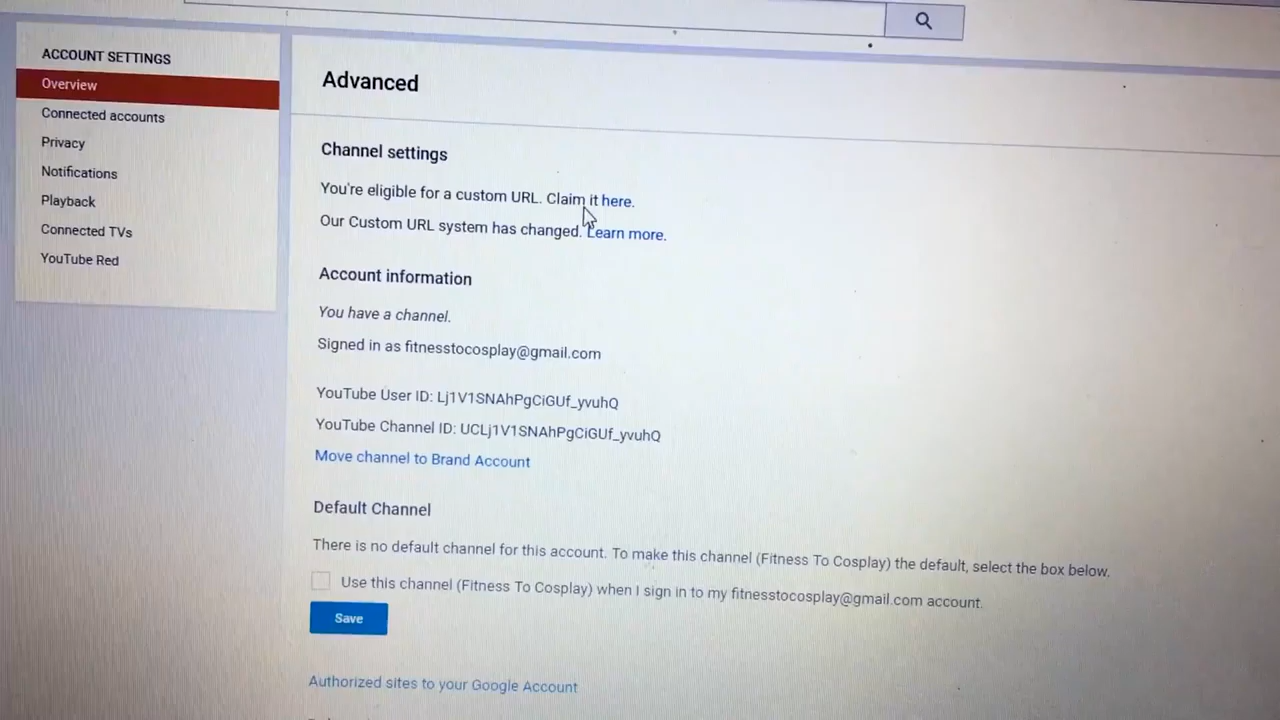 ACCOUNT SETTINGS
Overview
Connected accounts
Privacy
Notifications
Playback
Connected TVs
YouTube Red
Advanced
Channel settings
You're eligible for a custom URL. Claim it here.
Our Custom URL system has changed. Learn more.
Account information
You have a channel.
Signed in as fitnesstocosplay@gmail.com
YouTube User ID: Lj1V1SNAhPgCiGUf_yvuhQ
YouTube Channel ID: UCLj1V1SNAhPgCiGUf_yvuhQ
Move channel to Brand Account
Default Channel
There is no default channel for this account. To make this channel (Fitness To Cosplay) the default, select the box below.
Use this channel (Fitness To Cosplay) when I sign in to my fitnesstocosplay@gmail.com account.
Save
Authorized sites to your Google Account